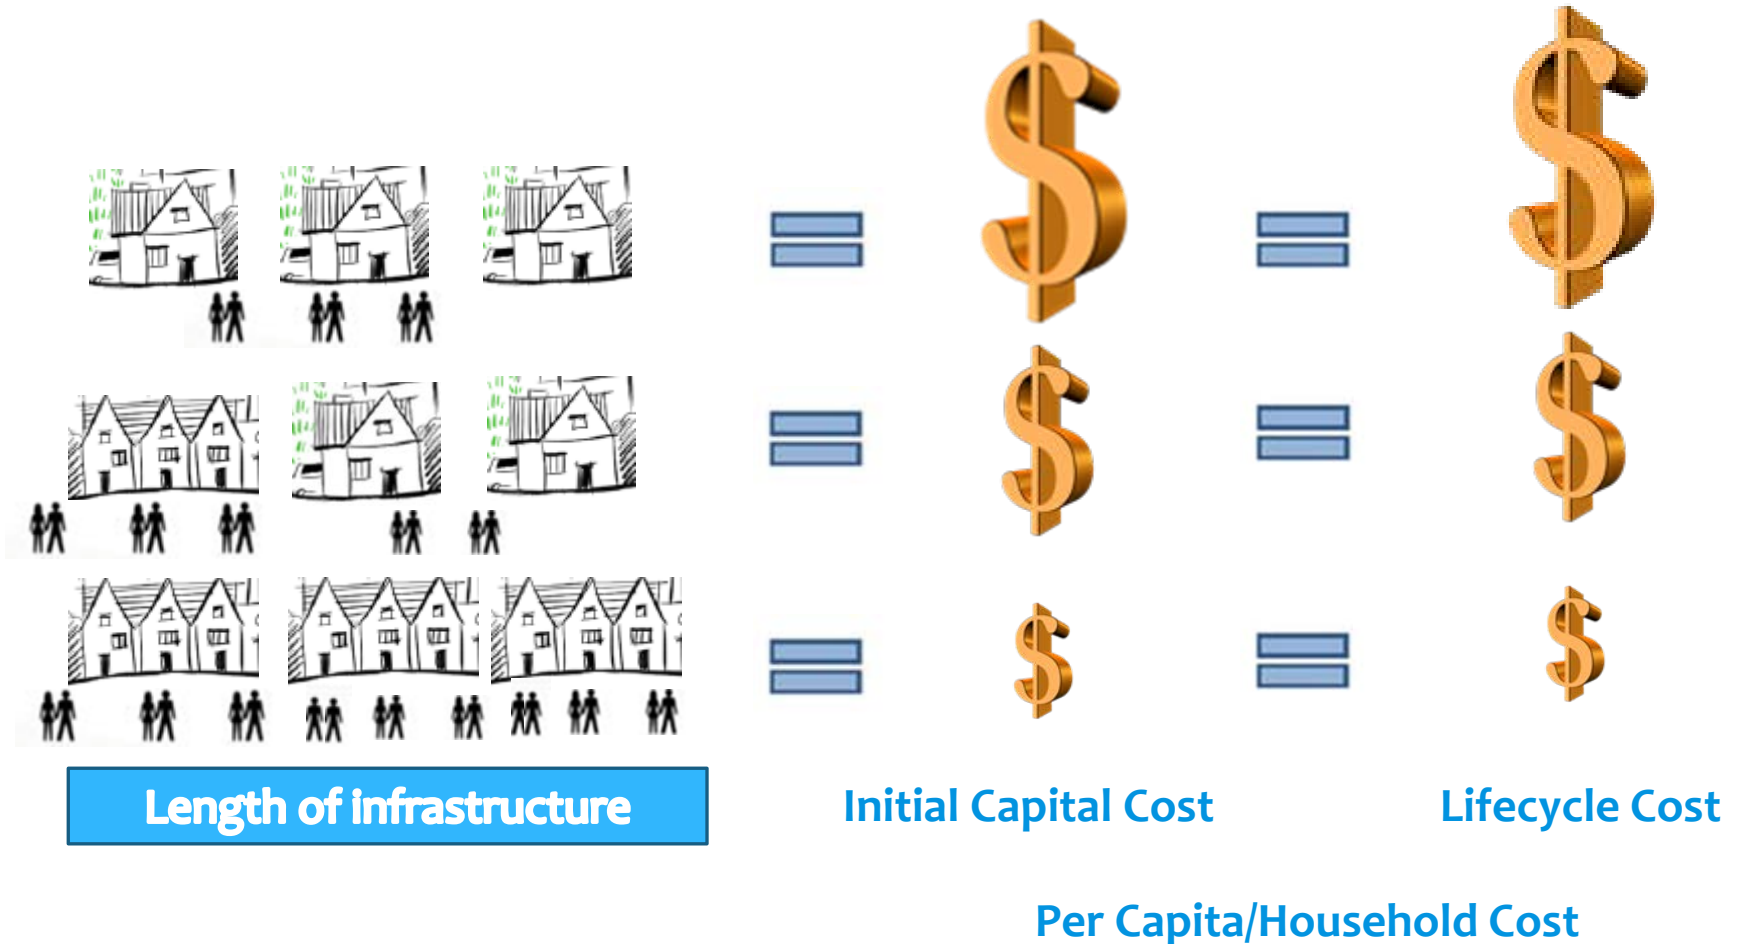 Length of infrastructure
Initial Capital Cost
Lifecycle Cost
Per Capita/Household Cost